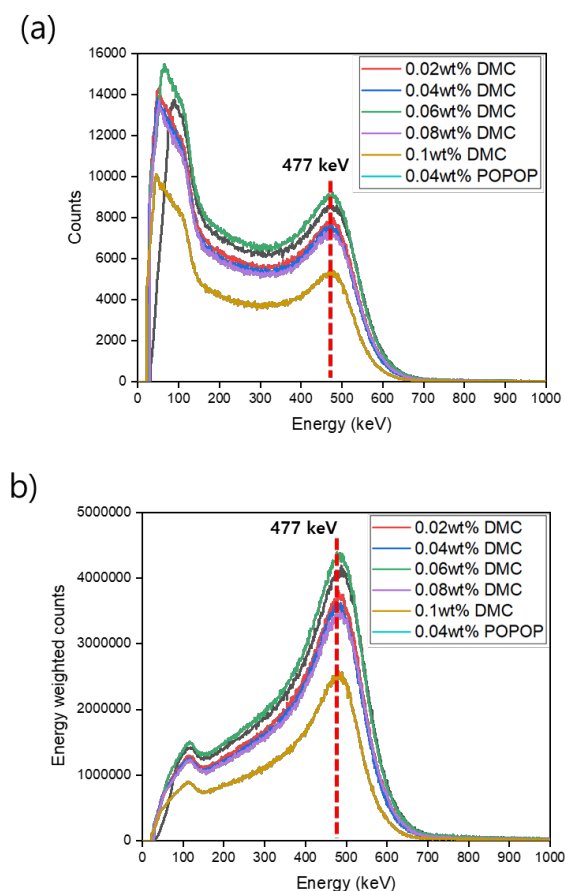 (a)
16000
14000
12000
10000
8000
6000
4000
2000
0
Counts
477 keV
0.02wt% DMC
0.04wt% DMC
0.06wt% DMC
0.08wt% DMC
0.1wt% DMC
0.04wt% POPOP
0 100 200 300 400 500 600 700 800 900 1000
Energy (keV)
b)
5000000
4000000
3000000
2000000
1000000
0
Energy weighted counts
477 keV
0.02wt% DMC
0.04wt% DMC
0.06wt% DMC
0.08wt% DMC
0.1wt% DMC
0.04wt% POPOP
0 100 200 300 400 500 600 700 800 900 1000
Energy (keV)